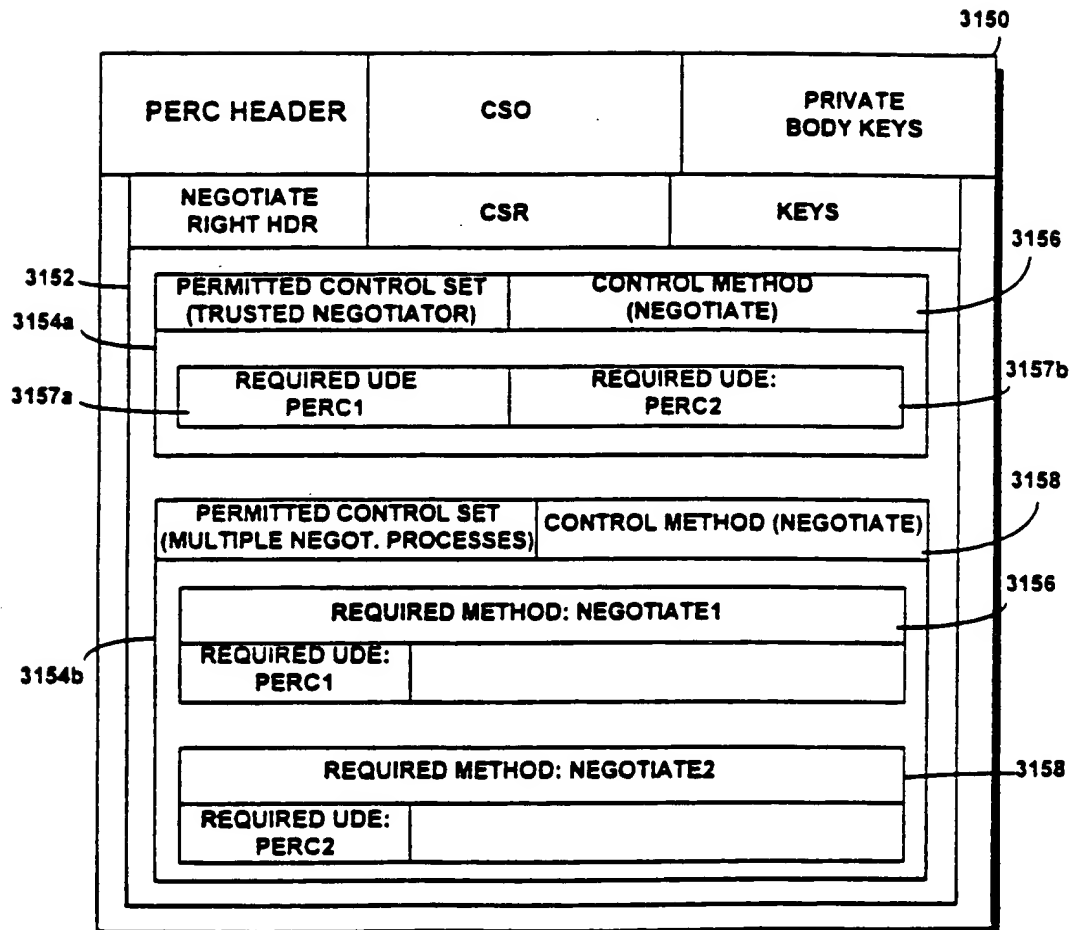 3150
PERC HEADER
CSO
PRIVATE
BODY KEYS
NEGOTIATE
RIGHT HDR
CSR
KEYS
3156
3152
PERMITTED CONTROL SET
(TRUSTED NEGOTIATOR)
CONTROL METHOD
(NEGOTIATE)
3154a
3157a
REQUIRED UDE
PERC1
REQUIRED UDE:
PERC2
3157b
3158
PERMITTED CONTROL SET
(MULTIPLE NEGOT. PROCESSES)
CONTROL METHOD (NEGOTIATE)
3156
REQUIRED METHOD: NEGOTIATE1
3154b
REQUIRED UDE:
PERC1
REQUIRED METHOD: NEGOTIATE2
3158
REQUIRED UDE:
PERC2